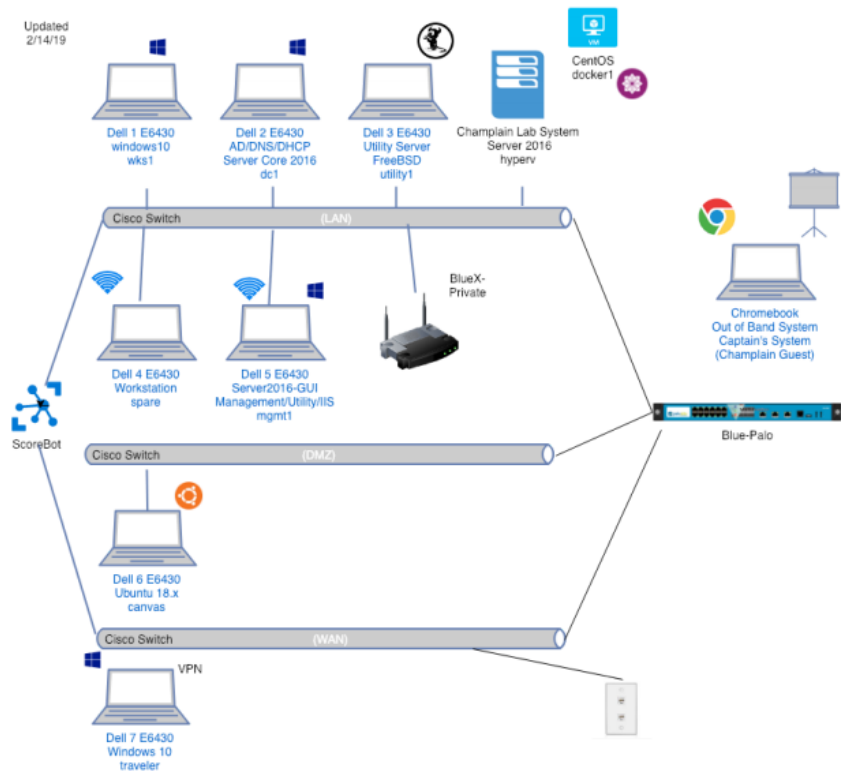 Updated
2/14/19
VM
CentOS
docker1
Dell 1 E6430
windows10
wks1
Dell 2 E6430
AD/DNS/DHCP
Server Core 2016
dc1
Dell 3 E6430
Utility Server
FreeBSD
utility1
Champlain Lab System
Server 2016
hyperv
Cisco Switch
(LAN)
BlueX-
Private
Dell 4 E6430
Workstation
spare
Dell 5 E6430
Server2016-GUI
Management/Utility/IIS
mgmt1
Chromebook
Out of Band System
Captain's System
(Champlain Guest)
ScoreBot
Blue-Palo
Cisco Switch
(DMZ)
Dell 6 E6430
Ubuntu 18.x
canvas
Cisco Switch
(WAN)
VPN
Dell 7 E6430
Windows 10
traveler